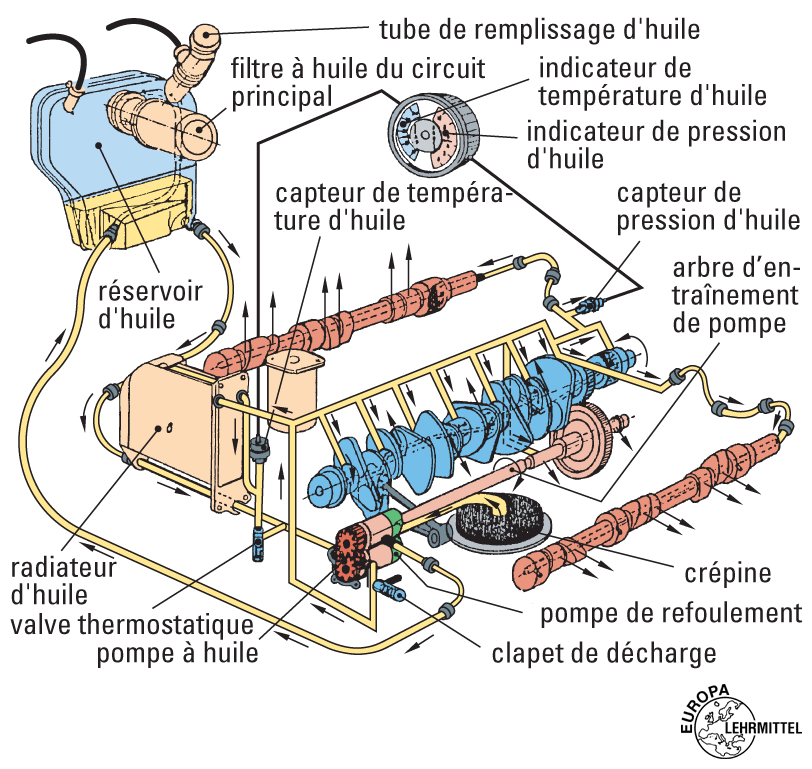 tube de remplissage d'huile
filtre à huile du circuit
principal
indicateur de
température d'huile
indicateur de pression
d'huile
capteur de tempéra-
ture d'huile
capteur de
pression d'huile
arbre d'en-
traînement
de pompe
réservoir
d'huile
radiateur
d'huile
valve thermostatique
pompe à huile
crépine
pompe de refoulement
clapet de décharge
EUROPA
LEHRMITTEL